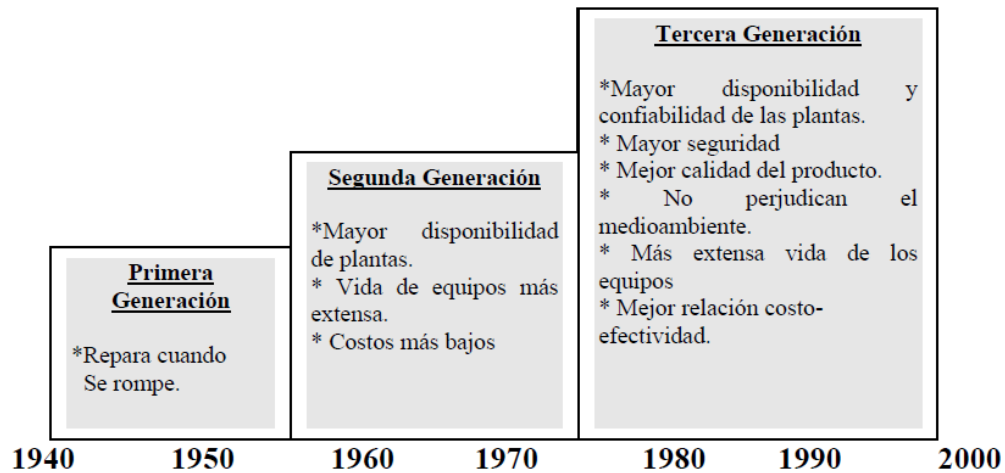 Primera
Generación
*Repara cuando
Se rompe.
Segunda Generación
*Mayor disponibilidad
de plantas.
* Vida de equipos más
extensa.
* Costos más bajos
Tercera Generación
*Mayor disponibilidad y
confiabilidad de las plantas.
* Mayor seguridad
* Mejor calidad del producto.
* No perjudican el
medioambiente.
* Más extensa vida de los
equipos
* Mejor relación costo-
efectividad.
1940 1950 1960 1970 1980 1990 2000